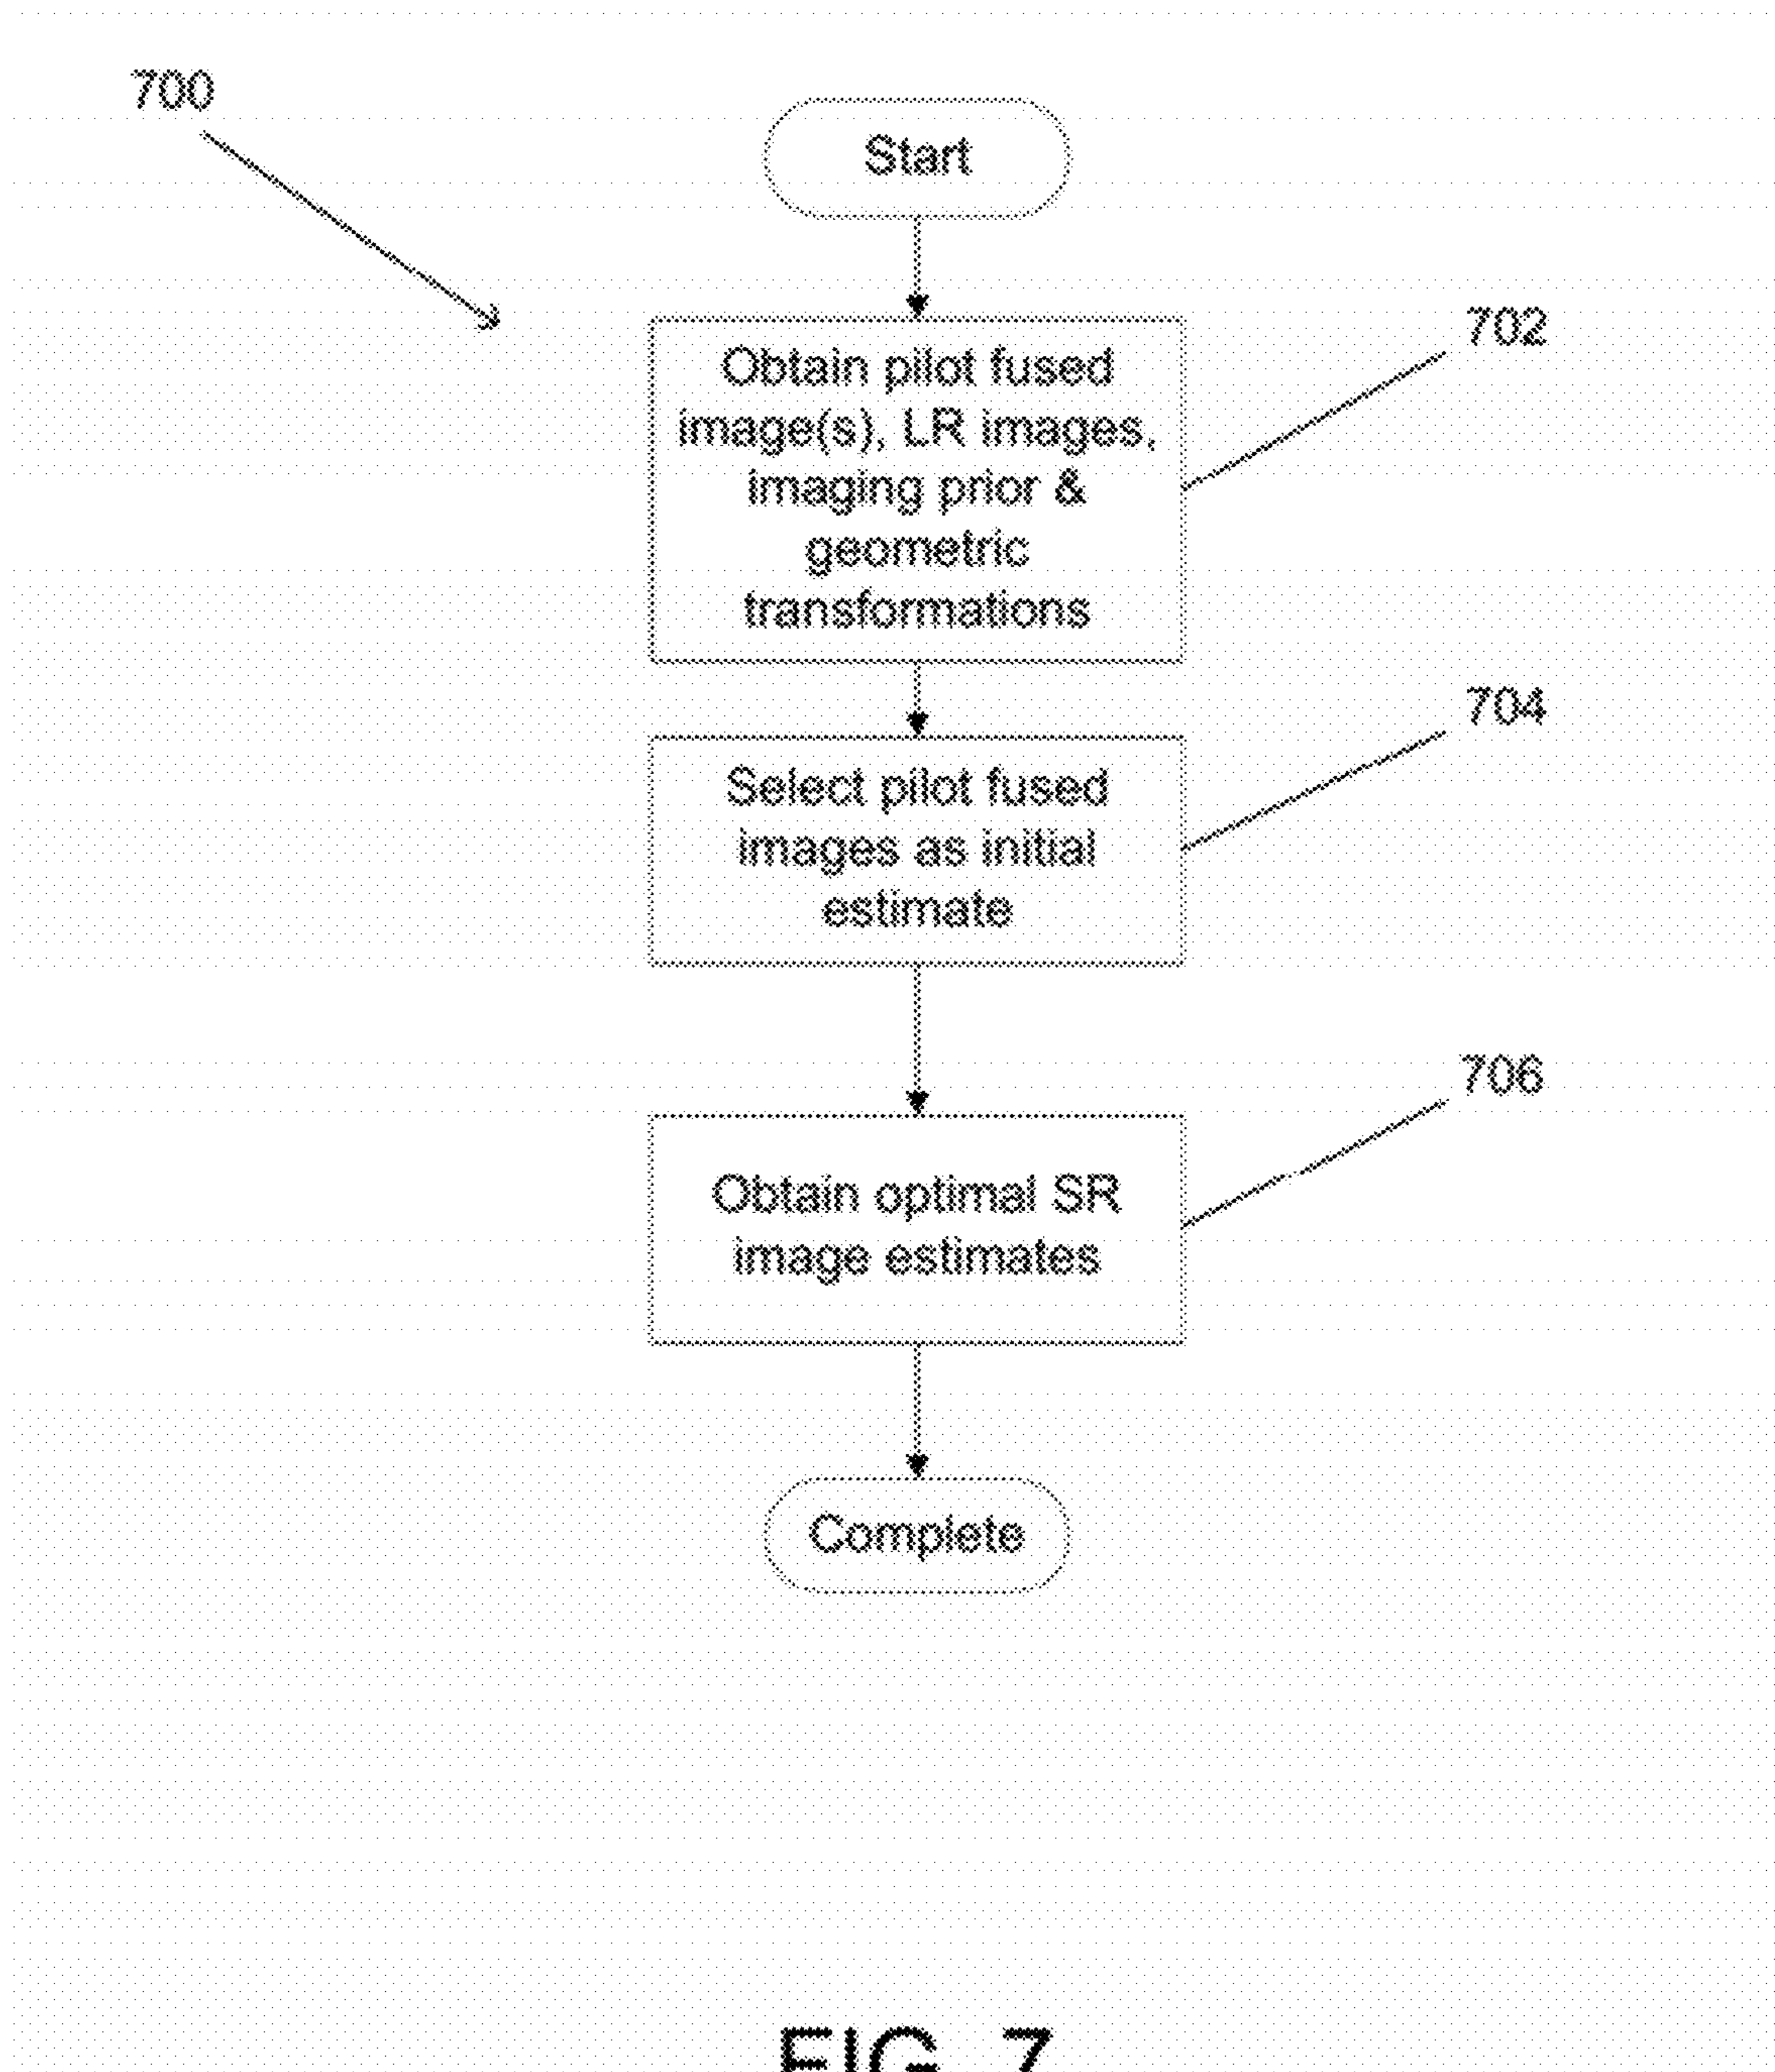 700
Start
702
Obtain pilot fused
image(s), LR images,
imaging prior &
geometric
transformations
704
Select pilot fused
images as initial
estimate
706
Obtain optimal SR
image estimates
Complete
FIG. 7